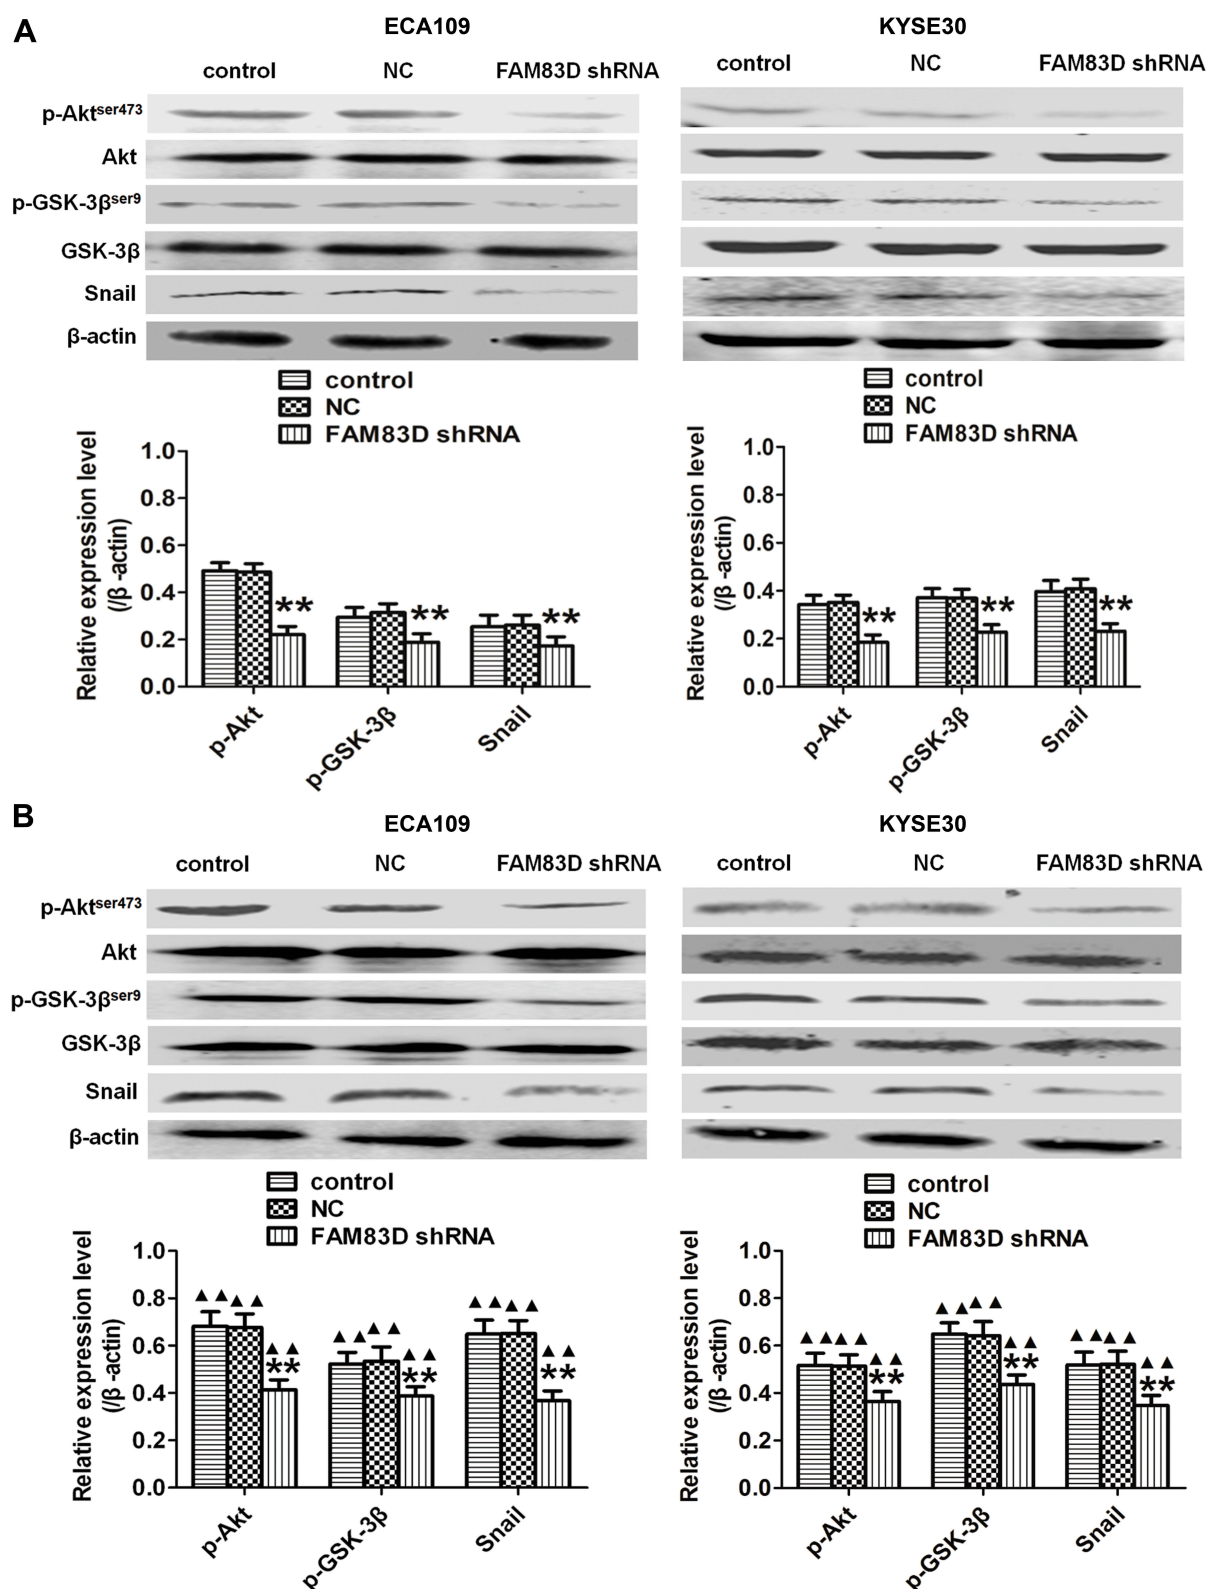 A
ECA109
KYSE30
control NC FAM83D shRNA
control NC FAM83D shRNA
p-Aktser473
Akt
p-GSK-3βser9
GSK-3β
Snail
β-actin
control
NC
FAM83D shRNA
control
NC
FAM83D shRNA
Relative expression level
(/β -actin)
1.0
0.8
0.6
0.4
0.2
0.0
** ** **
p-Akt p-GSK-3β Snail
Relative expression level
(/β -actin)
1.0
0.8
0.6
0.4
0.2
0.0
** ** **
p-Akt p-GSK-3β Snail
B
ECA109
KYSE30
control NC FAM83D shRNA
control NC FAM83D shRNA
p-Aktser473
Akt
p-GSK-3βser9
GSK-3β
Snail
β-actin
control
NC
FAM83D shRNA
control
NC
FAM83D shRNA
Relative expression level
(/β -actin)
1.0
0.8
0.6
0.4
0.2
0.0
▲▲ ▲▲ ▲▲ ▲▲ ▲▲ ▲▲
▲▲ ▲▲ ▲▲
** ** **
p-Akt p-GSK-3β Snail
Relative expression level
(/β -actin)
1.0
0.8
0.6
0.4
0.2
0.0
▲▲ ▲▲ ▲▲ ▲▲ ▲▲ ▲▲
▲▲ ▲▲ ▲▲
** ** **
p-Akt p-GSK-3β Snail